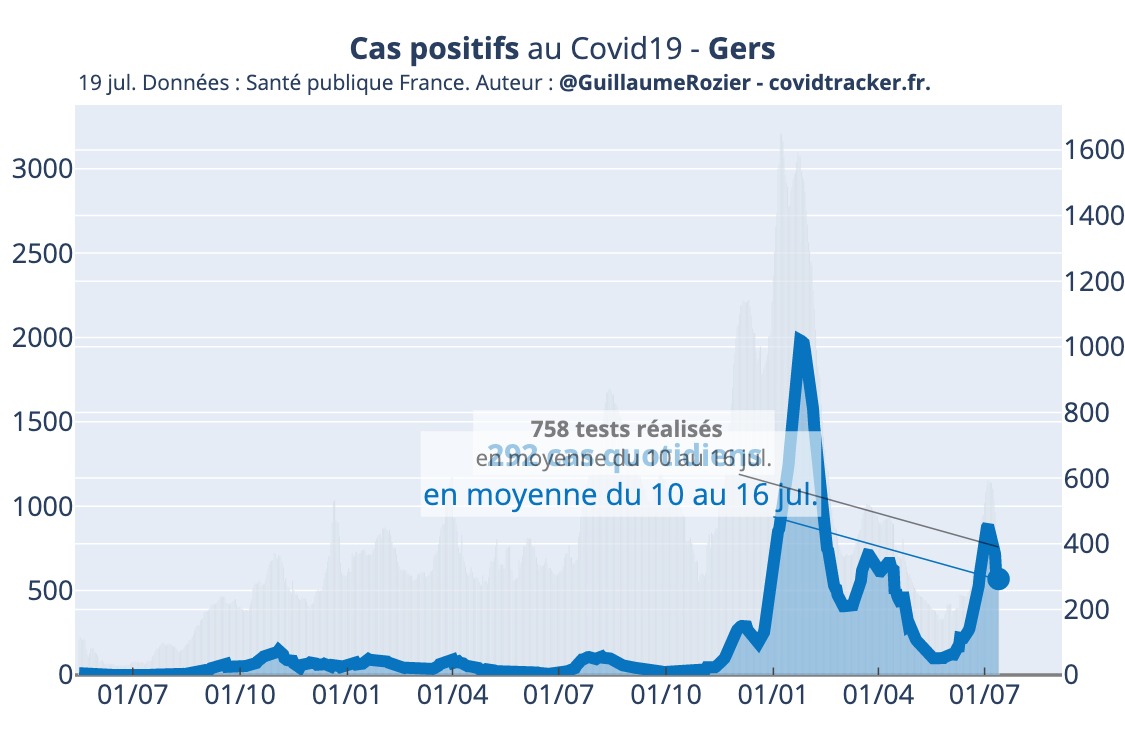 Cas positifs au Covid19 - Gers
19 jul. Données : Santé publique France. Auteur : @GuillaumeRozier - covidtracker.fr.
3000
2500
2000
1500
1000
500
0
1600
1400
1200
1000
800
600
400
200
0
758 tests réalisés
en moyenne du 10 au 16 jul.
292 cas quotidiens
en moyenne du 10 au 16 jul.
01/07 01/10 01/01 01/04 01/07 01/10 01/01 01/04 01/07